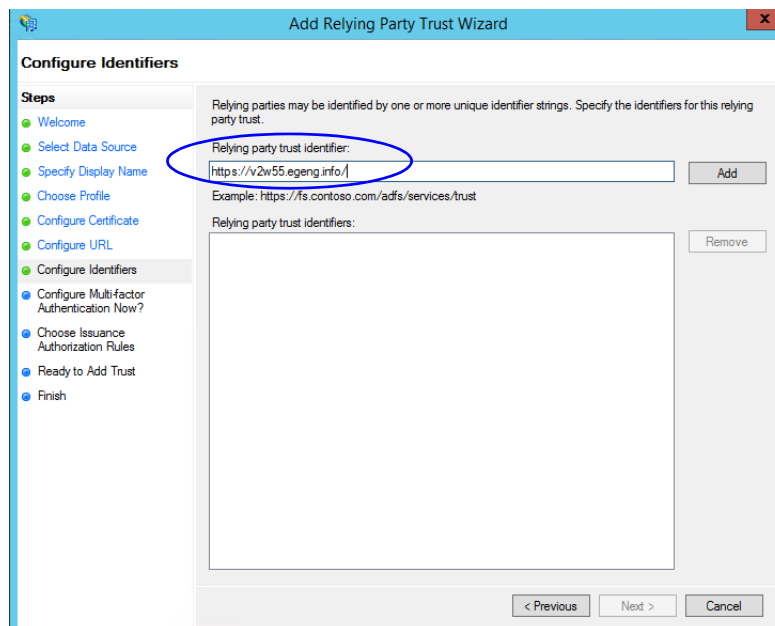 Add Relying Party Trust Wizard
x
Configure Identifiers
Steps
Welcome
Select Data Source
Specify Display Name
Choose Profile
Configure Certificate
Configure URL
Configure Identifiers
Configure Multi-factor
Authentication Now?
Choose Issuance
Authorization Rules
Ready to Add Trust
Finish
Relying parties may be identified by one or more unique identifier strings. Specify the identifiers for this relying
party trust.
Relying party trust identifier:
https://v2w55.egeng.info/
Add
Example: https://fs.contoso.com/adfs/services/trust
Relying party trust identifiers:
Remove
< Previous
Next >
Cancel